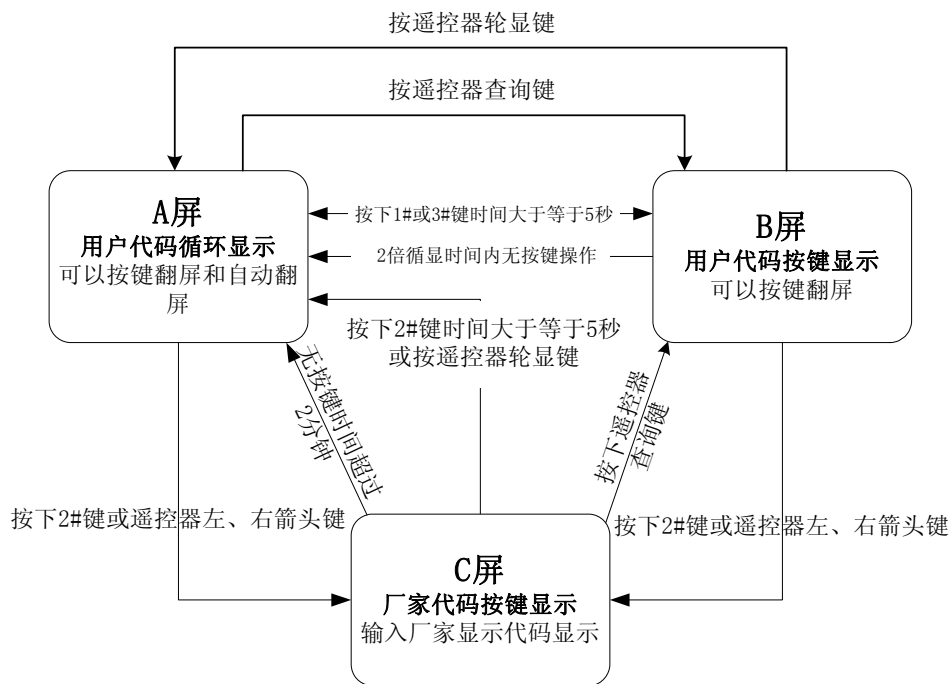 按遥控器轮显键
按遥控器查询键
A屏
用户代码循环显示
可以按键翻屏和自动翻
屏
按下1#或3#键时间大于等于5秒
2倍循显时间内无按键操作
B屏
用户代码按键显示
可以按键翻屏
按下2#键时间大于等于5秒
或按遥控器轮显键
无按键时间超过
2分钟
按下遥控器
查询键
按下2#键或遥控器左、右箭头键
按下2#键或遥控器左、右箭头键
C屏
厂家代码按键显示
输入厂家显示代码显示